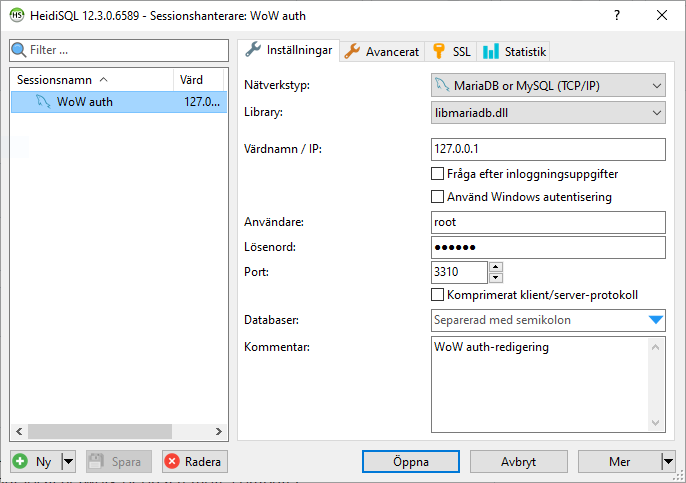 HeidiSQL 12.3.0.6589 - Sessionshanterare: WoW auth
Filter ...
Sessionsnamn Värd
WoW auth 127.0...
Ny
Spara
Radera
Inställningar Avancerat SSL Statistik
Nätverkstyp: MariaDB or MySQL (TCP/IP)
Library: libmariadb.dll
Värdnamn / IP: 127.0.0.1
Fråga efter inloggningsuppgifter
Använd Windows autentisering
Användare: root
Lösenord: ●●●●●●
Port: 3310
Komprimerat klient/server-protokoll
Databaser: Separerad med semikolon
Kommentar: WoW auth-redigering
Öppna Avbryt Mer